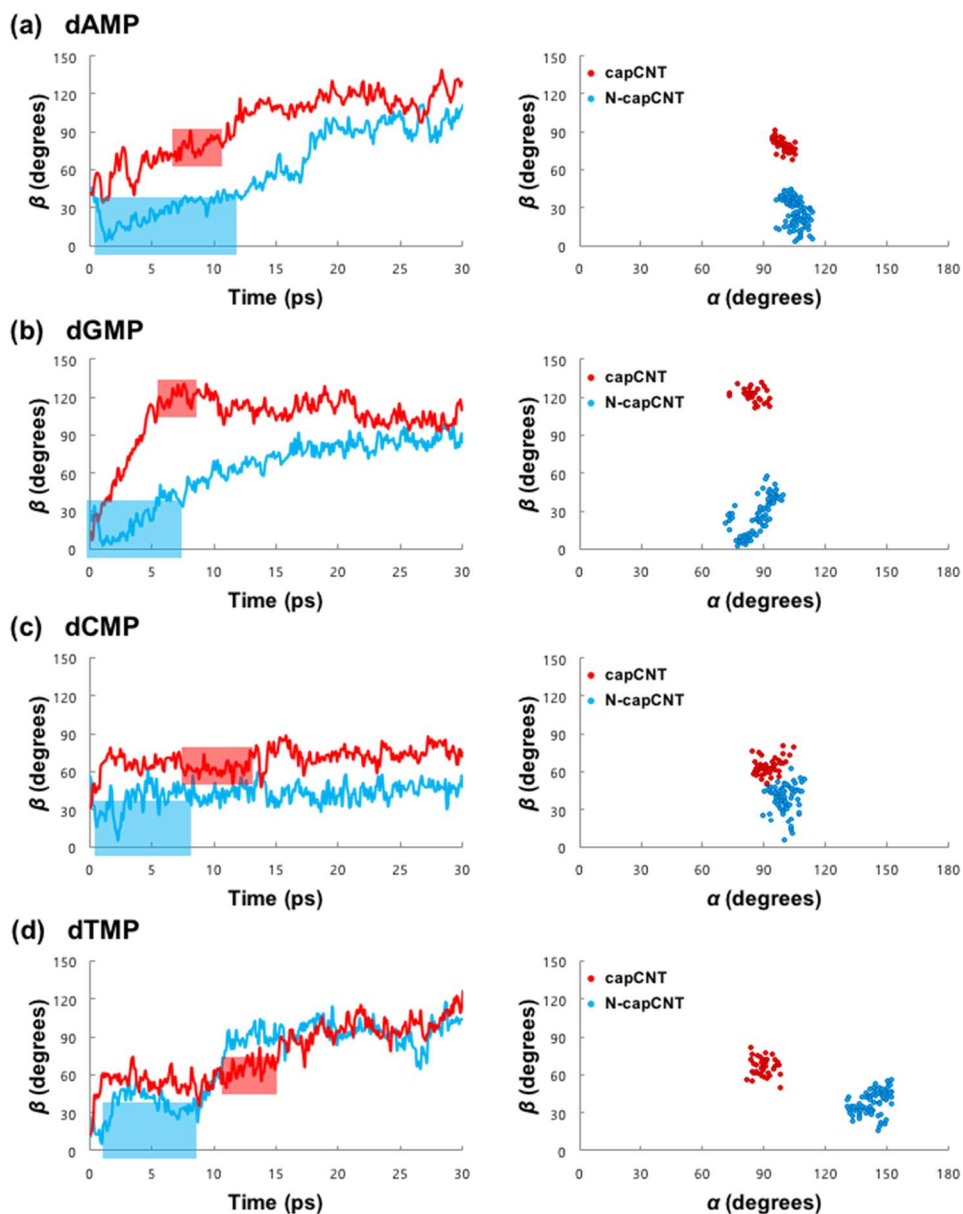 (a) dAMP
150
120
90
60
30
0
β (degrees)
0 5 10 15 20 25 30
Time (ps)
150
120
90
60
30
0
β (degrees)
capCNT
N-capCNT
0 30 60 90 120 150 180
α (degrees)
(b) dGMP
150
120
90
60
30
0
β (degrees)
0 5 10 15 20 25 30
Time (ps)
150
120
90
60
30
0
β (degrees)
capCNT
N-capCNT
0 30 60 90 120 150 180
α (degrees)
(c) dCMP
150
120
90
60
30
0
β (degrees)
0 5 10 15 20 25 30
Time (ps)
150
120
90
60
30
0
β (degrees)
capCNT
N-capCNT
0 30 60 90 120 150 180
α (degrees)
(d) dTMP
150
120
90
60
30
0
β (degrees)
0 5 10 15 20 25 30
Time (ps)
150
120
90
60
30
0
β (degrees)
capCNT
N-capCNT
0 30 60 90 120 150 180
α (degrees)